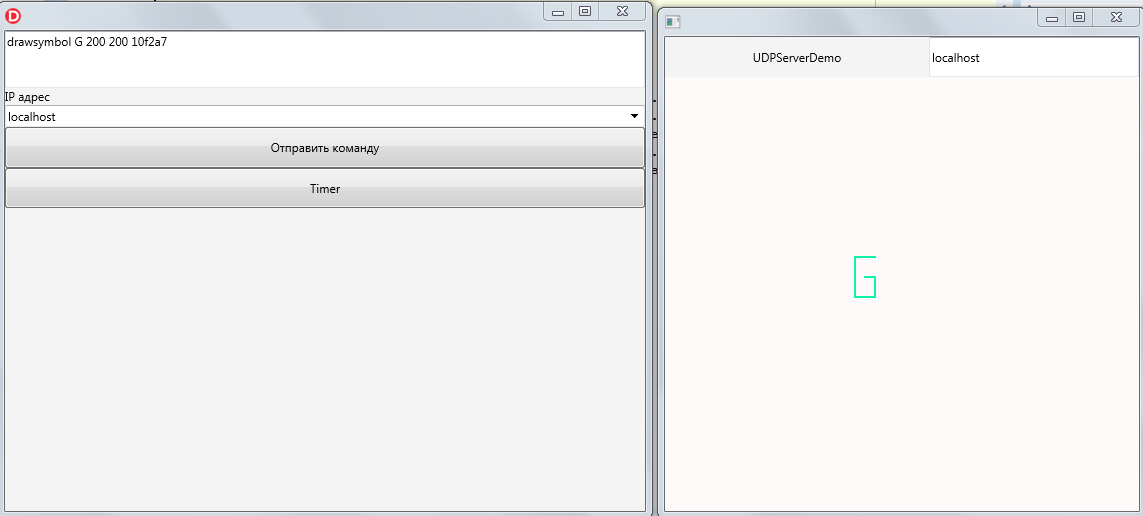 drawsymbol G 200 200 10f2a7
IP адрес
localhost
Отправить команду
Timer
UDPServerDemo
localhost
G